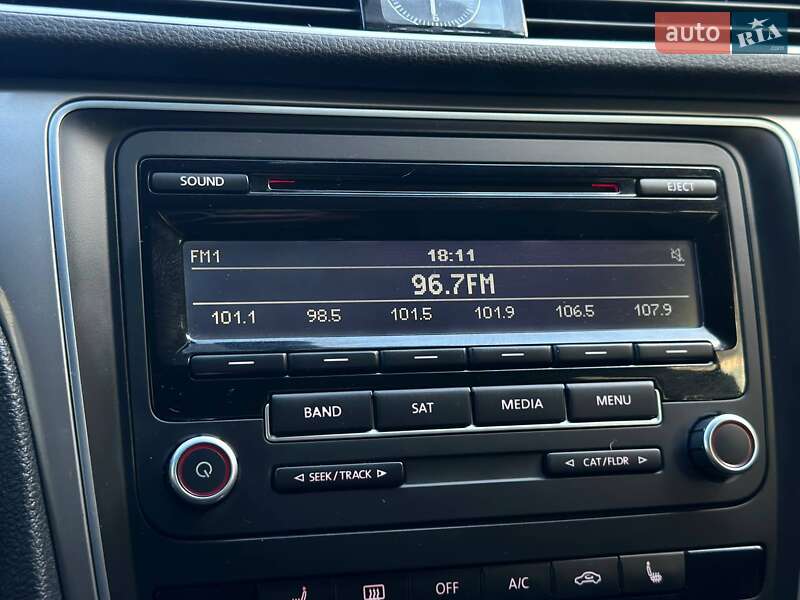 auto RIA .com
SOUND EJECT
FM1 18:11
96.7FM
101.1 98.5 101.5 101.9 106.5 107.9
BAND SAT MEDIA MENU
SEEK/TRACK CAT/FLDR
OFF A/C